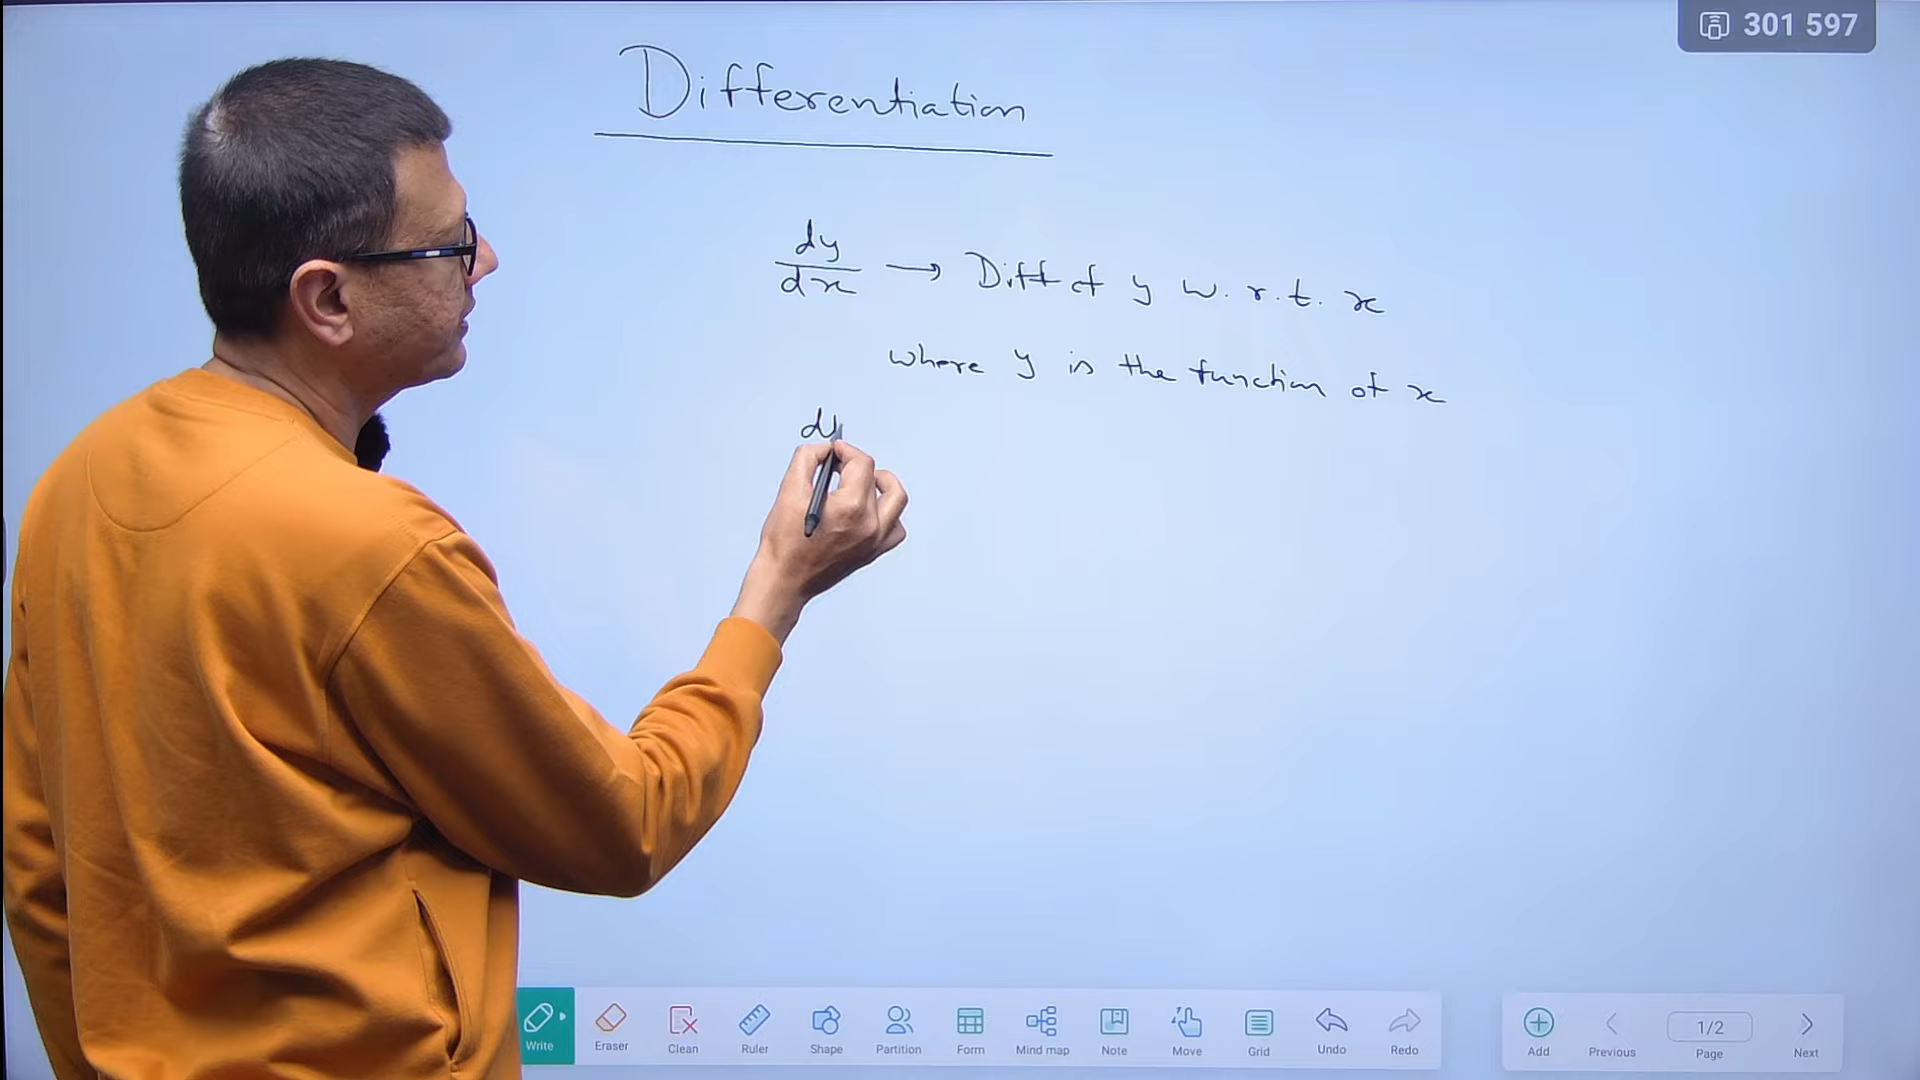 301 597
Differentiation
dy
dx → Diff of y w.r.t. x
where y is the function of x
Write
Eraser
Clean
Ruler
Shape
Partition
Form
Mind map
Note
Move
Grid
Undo
Redo
Add
Previous
1/2
Page
Next